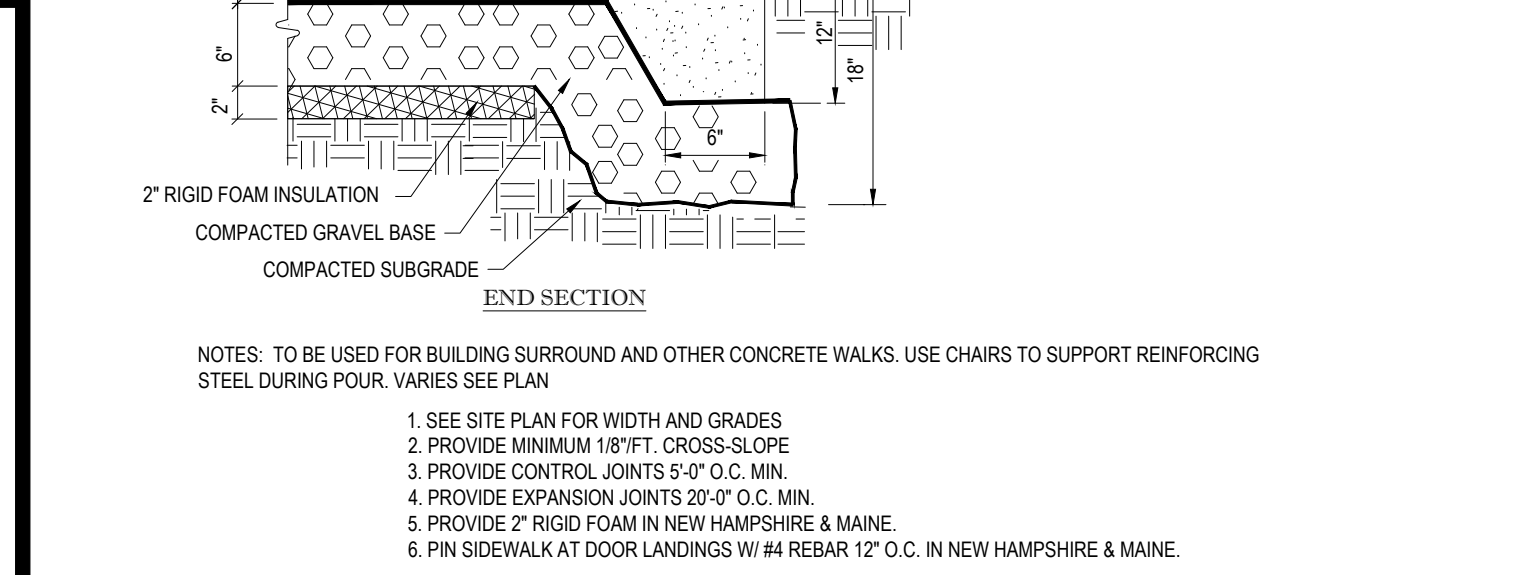 12"
6"
18"
2"
6"
2" RIGID FOAM INSULATION
COMPACTED GRAVEL BASE
COMPACTED SUBGRADE
END SECTION
NOTES: TO BE USED FOR BUILDING SURROUND AND OTHER CONCRETE WALKS. USE CHAIRS TO SUPPORT REINFORCING
STEEL DURING POUR. VARIES SEE PLAN
1. SEE SITE PLAN FOR WIDTH AND GRADES
2. PROVIDE MINIMUM 1/8"/FT. CROSS-SLOPE
3. PROVIDE CONTROL JOINTS 5'-0" O.C. MIN.
4. PROVIDE EXPANSION JOINTS 20'-0" O.C. MIN.
5. PROVIDE 2" RIGID FOAM IN NEW HAMPSHIRE & MAINE.
6. PIN SIDEWALK AT DOOR LANDINGS W/ #4 REBAR 12" O.C. IN NEW HAMPSHIRE & MAINE.